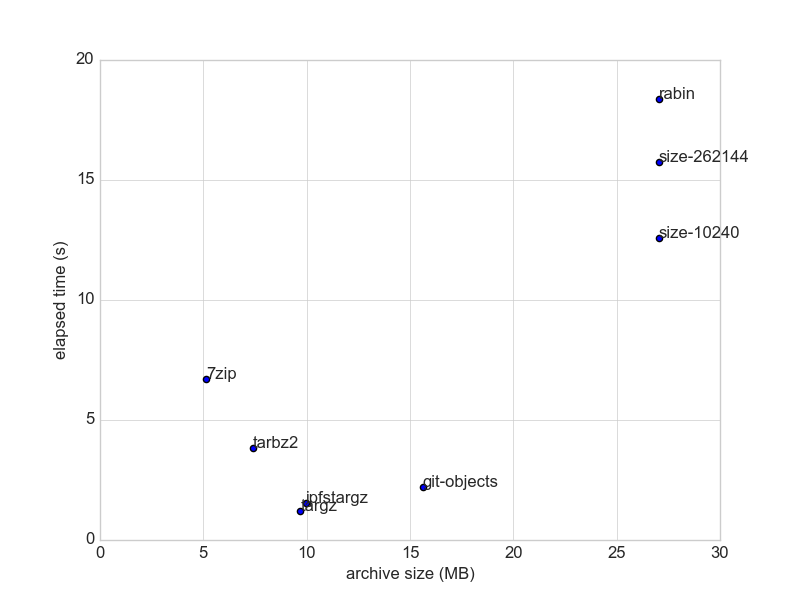 20
rabin
size-262144
15
size-10240
10
elapsed time (s)
7zip
5
tarbz2
git-objects
ipfstargz
targz
0
0 5 10 15 20 25 30
archive size (MB)